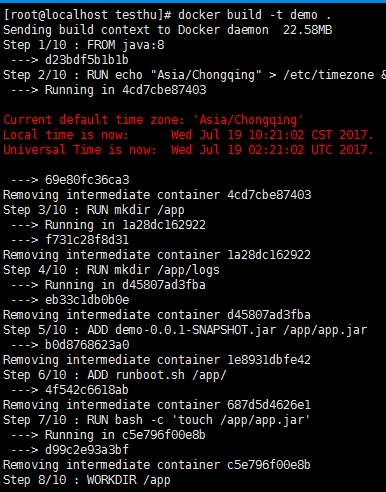 [root@localhost testhu]# docker build -t demo .
Sending build context to Docker daemon  22.58MB
Step 1/10 : FROM java:8
 ---> d23bdf5b1b1b
Step 2/10 : RUN echo "Asia/Chongqing" > /etc/timezone &
 ---> Running in 4cd7cbe87403
Current default time zone: 'Asia/Chongqing'
Local time is now:      Wed Jul 19 10:21:02 CST 2017.
Universal Time is now:  Wed Jul 19 02:21:02 UTC 2017.
 ---> 69e80fc36ca3
Removing intermediate container 4cd7cbe87403
Step 3/10 : RUN mkdir /app
 ---> Running in 1a28dc162922
 ---> f731c28f8d31
Removing intermediate container 1a28dc162922
Step 4/10 : RUN mkdir /app/logs
 ---> Running in d45807ad3fba
 ---> eb33c1db0b0e
Removing intermediate container d45807ad3fba
Step 5/10 : ADD demo-0.0.1-SNAPSHOT.jar /app/app.jar
 ---> b0d8768623a0
Removing intermediate container 1e8931dbfe42
Step 6/10 : ADD runboot.sh /app/
 ---> 4f542c6618ab
Removing intermediate container 687d5d4626e1
Step 7/10 : RUN bash -c 'touch /app/app.jar'
 ---> Running in c5e796f00e8b
 ---> d99c2e93a3bf
Removing intermediate container c5e796f00e8b
Step 8/10 : WORKDIR /app